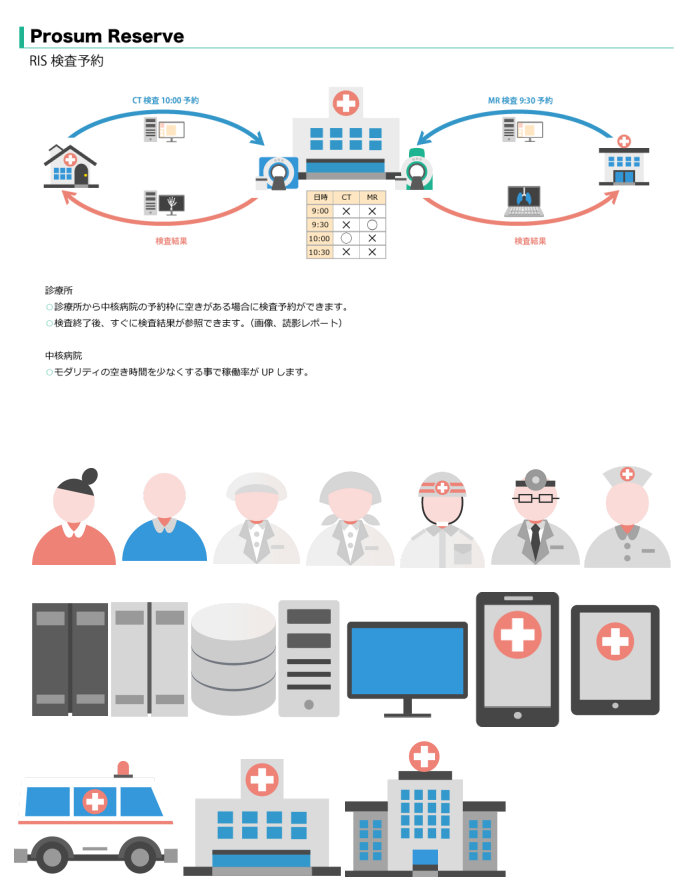 Prosum Reserve
RIS 検査予約
CT 検査 10:00 予約
MR 検査 9:30 予約
日時 CT MR
9:00 × ×
9:30 × ○
10:00 ○ ×
10:30 × ×
検査結果
検査結果
診療所
○診療所から中核病院の予約枠に空きがある場合に検査予約ができます。
○検査終了後、すぐに検査結果が参照できます。（画像、読影レポート）
中核病院
○モダリティの空き時間を少なくする事で稼働率が UP します。